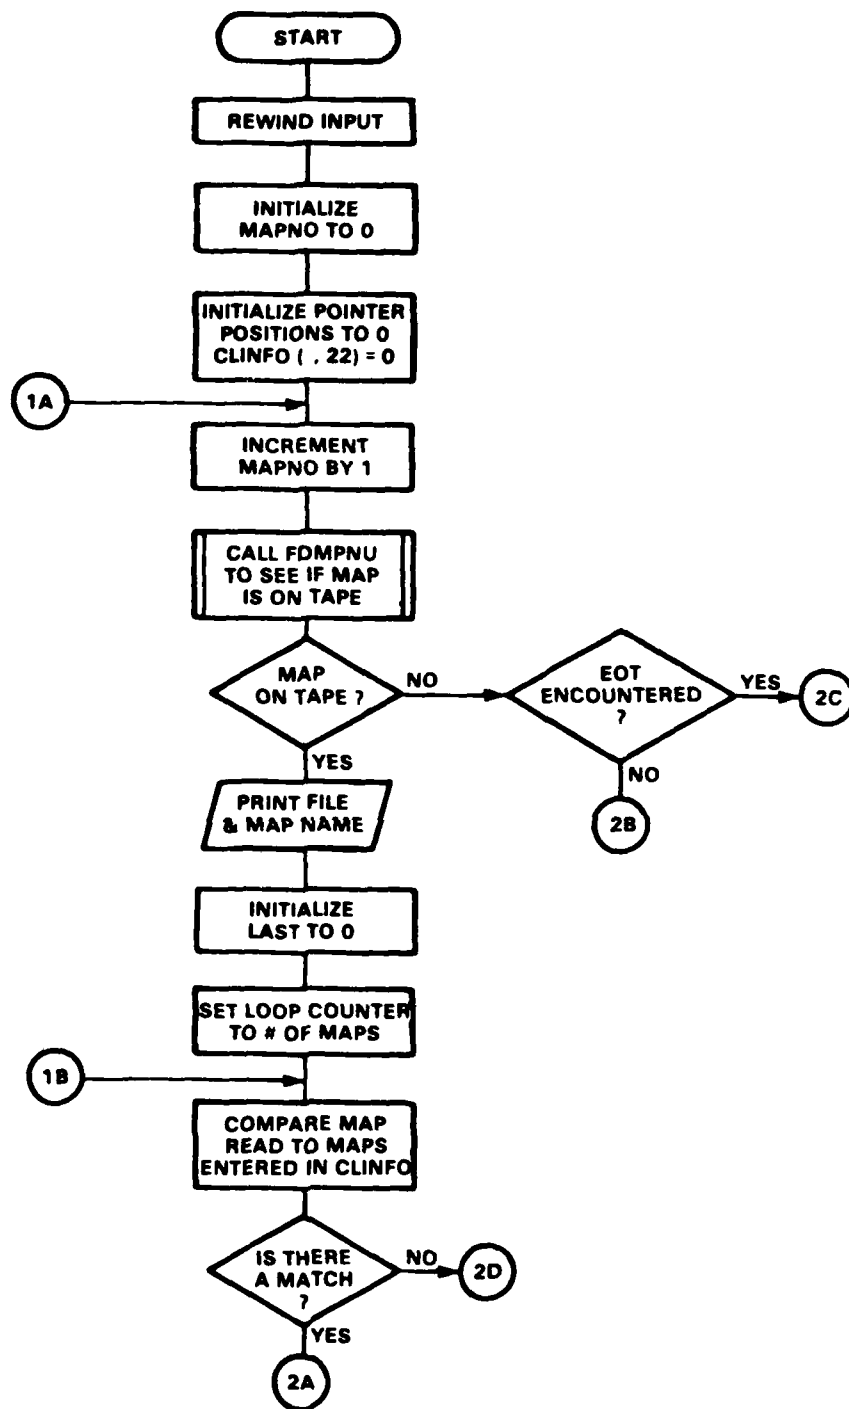 START
REWIND INPUT
INITIALIZE
MAPNO TO 0
INITIALIZE POINTER
POSITIONS TO 0
CLINFO ( , 22) = 0
1A
INCREMENT
MAPNO BY 1
CALL FDMPNU
TO SEE IF MAP
IS ON TAPE
MAP
ON TAPE ?
NO
EOT
ENCOUNTERED
?
YES
2C
NO
2B
YES
PRINT FILE
& MAP NAME
INITIALIZE
LAST TO 0
SET LOOP COUNTER
TO # OF MAPS
1B
COMPARE MAP
READ TO MAPS
ENTERED IN CLINFO
IS THERE
A MATCH
?
NO
2D
YES
2A